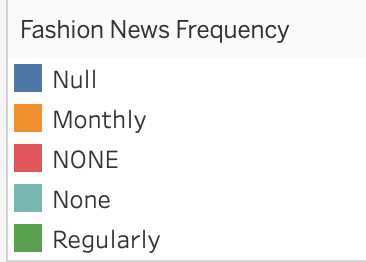 Fashion News Frequency
Null
Monthly
NONE
None
Regularly